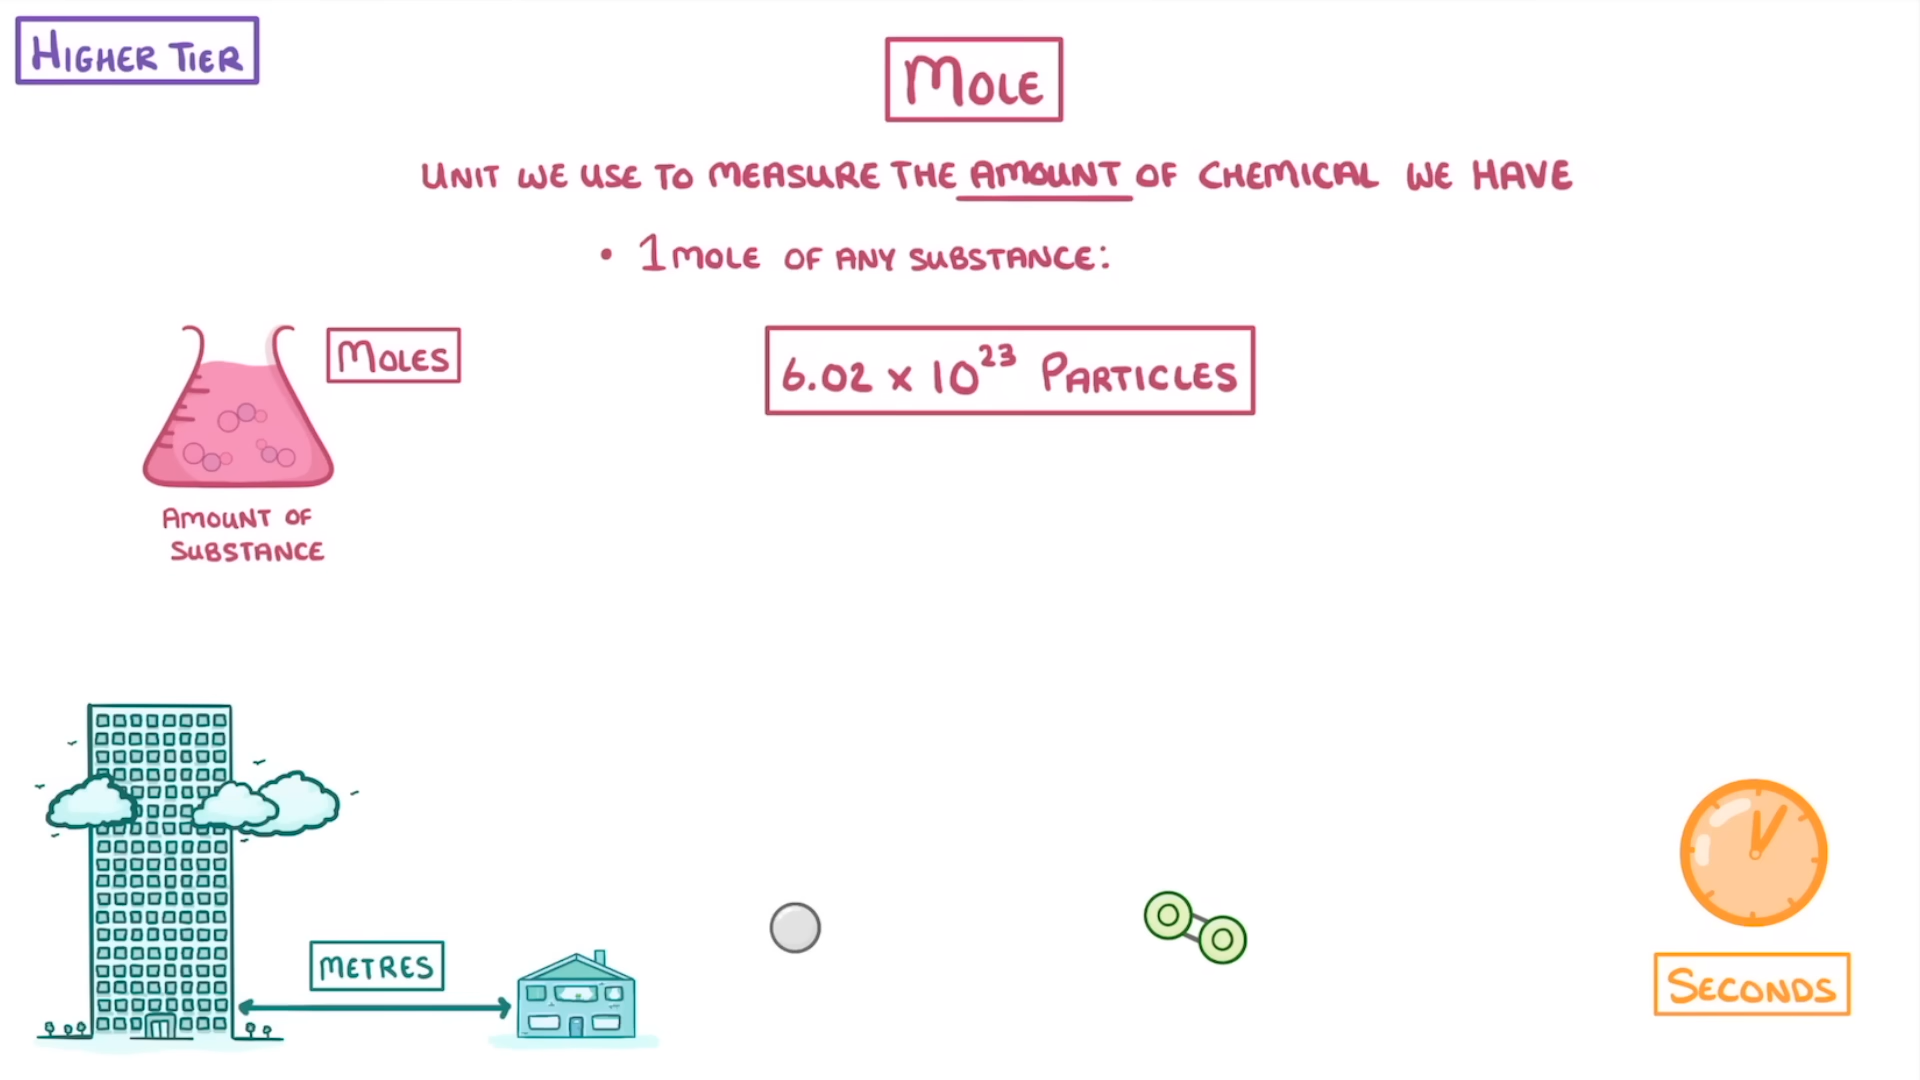 HIGHER TIER
MOLE
UNIT WE USE TO MEASURE THE AMOUNT OF CHEMICAL WE HAVE
• 1 MOLE OF ANY SUBSTANCE:
MOLES
6.02 x 10²³ PARTICLES
AMOUNT OF
SUBSTANCE
METRES
O
O
SECONDS